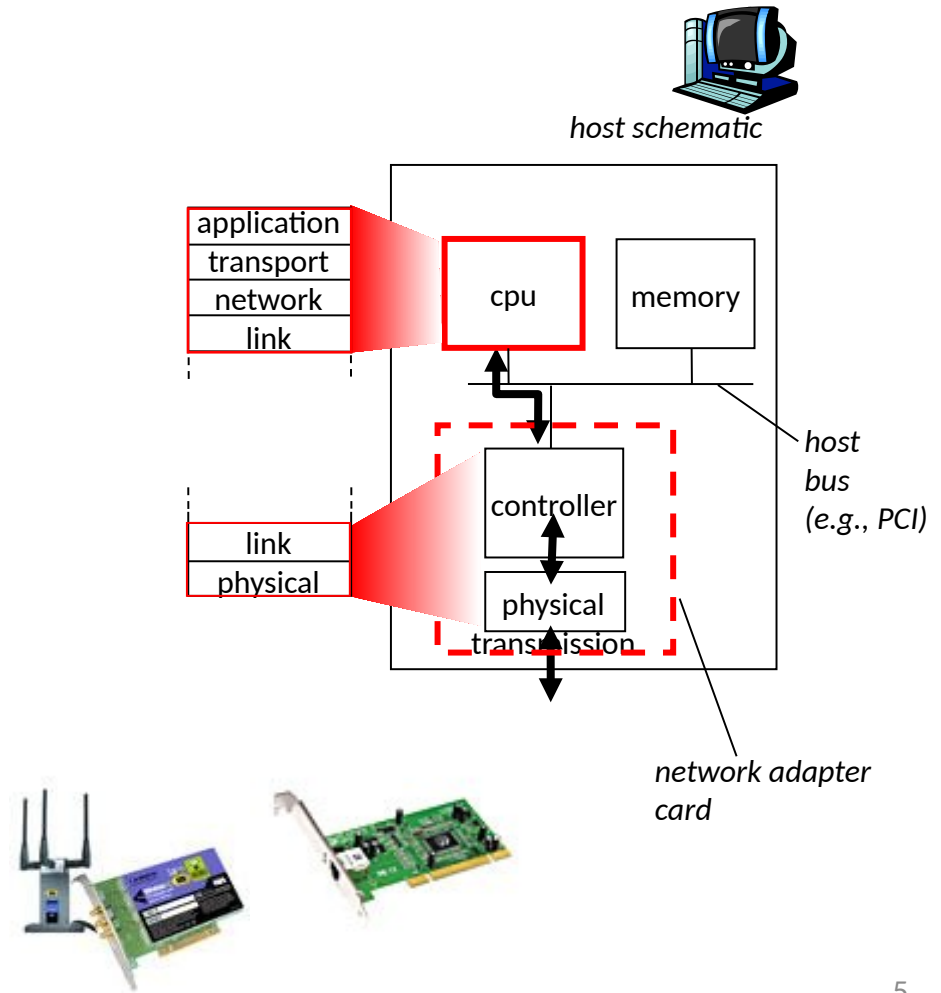 host schematic
application
transport
network
link
cpu
memory
host
bus
(e.g., PCI)
controller
link
physical
physical
transmission
network adapter
card
5